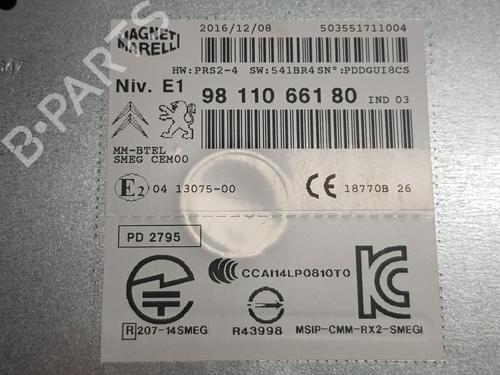 MAGNETI
MARELLI
2016/12/08 503551711004
HW:PRS2-4 SW:541BR4 SN°:PDDGUI8CS
Niv. E1 98 110 661 80 IND 03
MM-BTEL
SMEG CEM00
E2 04 13075-00 CE 18770B 26
PD 2795
CCAI14LP0810T0
R 207-14SMEG R43998 MSIP-CMM-RX2-SMEGI
B-PARTS